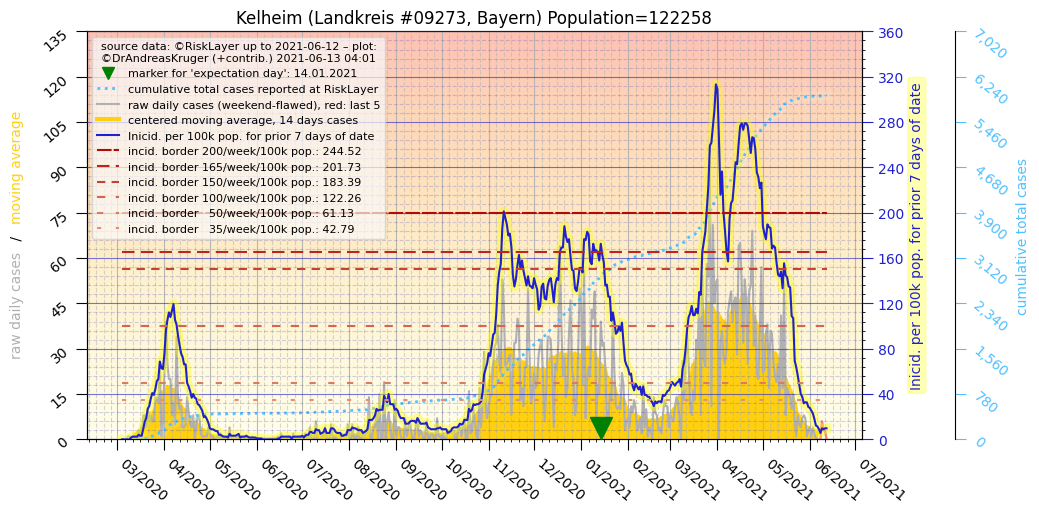 Kelheim (Landkreis #09273, Bayern) Population=122258
source data: ©RiskLayer up to 2021-06-12 – plot:
©DrAndreasKruger (+contrib.) 2021-06-13 04:01
marker for 'expectation day': 14.01.2021
cumulative total cases reported at RiskLayer
raw daily cases (weekend-flawed), red: last 5
centered moving average, 14 days cases
Inicid. per 100k pop. for prior 7 days of date
incid. border 200/week/100k pop.: 244.52
incid. border 165/week/100k pop.: 201.73
incid. border 150/week/100k pop.: 183.39
incid. border 100/week/100k pop.: 122.26
incid. border   50/week/100k pop.: 61.13
incid. border   35/week/100k pop.: 42.79
raw daily cases / moving average
135
120
105
90
75
60
45
30
15
0
360
320
280
240
200
160
120
80
40
0
Inicid. per 100k pop. for prior 7 days of date
7,020
6,240
5,460
4,680
3,900
3,120
2,340
1,560
780
0
cumulative total cases
03/2020
04/2020
05/2020
06/2020
07/2020
08/2020
09/2020
10/2020
11/2020
12/2020
01/2021
02/2021
03/2021
04/2021
05/2021
06/2021
07/2021